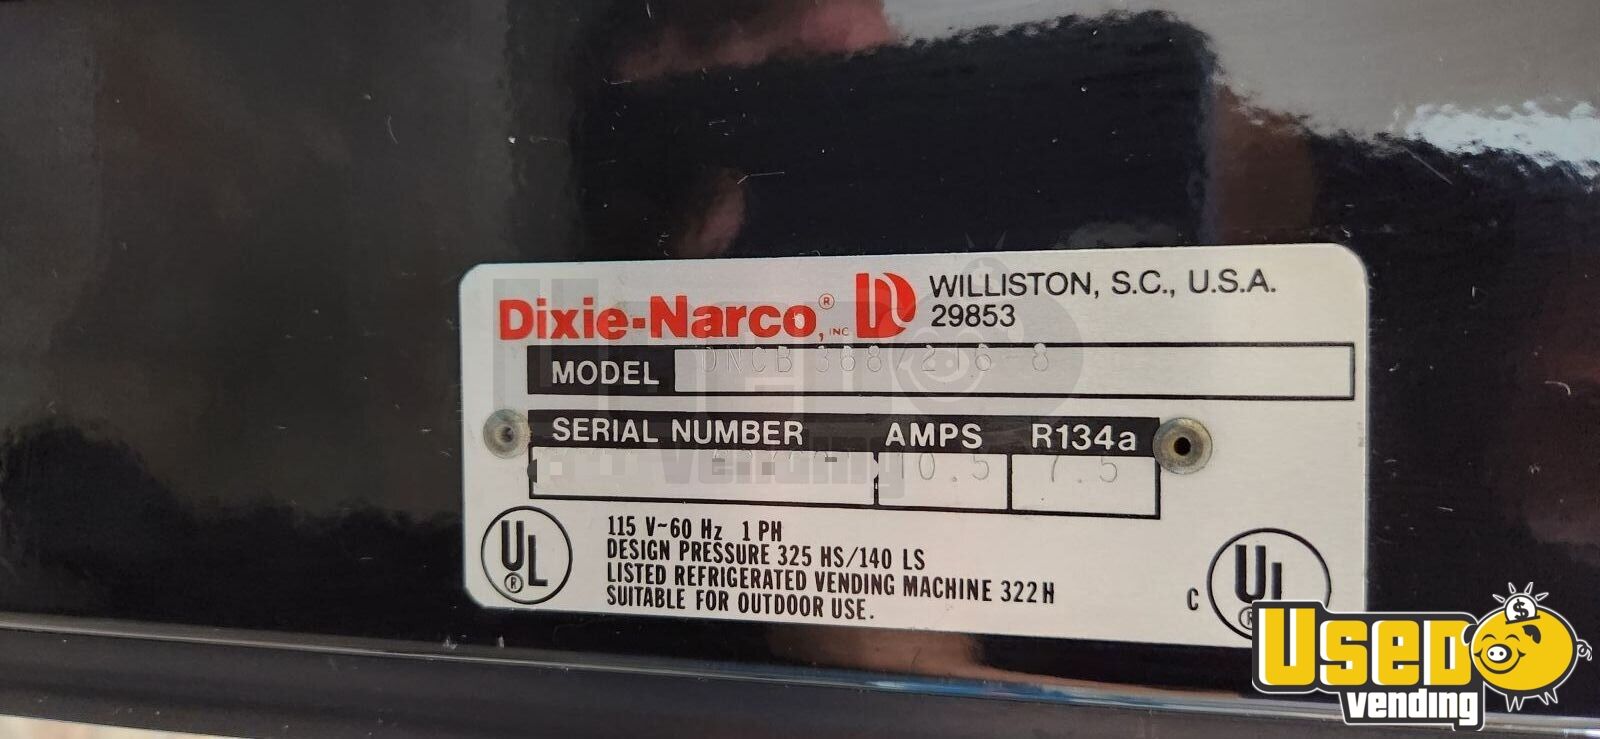 Dixie-Narco,® INC
WILLISTON, S.C., U.S.A.
29853
MODEL DNCB 368/216-8
SERIAL NUMBER AMPS R134a
10.5 7.5
UL®
115 V~60 Hz 1 PH
DESIGN PRESSURE 325 HS/140 LS
LISTED REFRIGERATED VENDING MACHINE 322H
SUITABLE FOR OUTDOOR USE.
C UL®
USED
vending
$